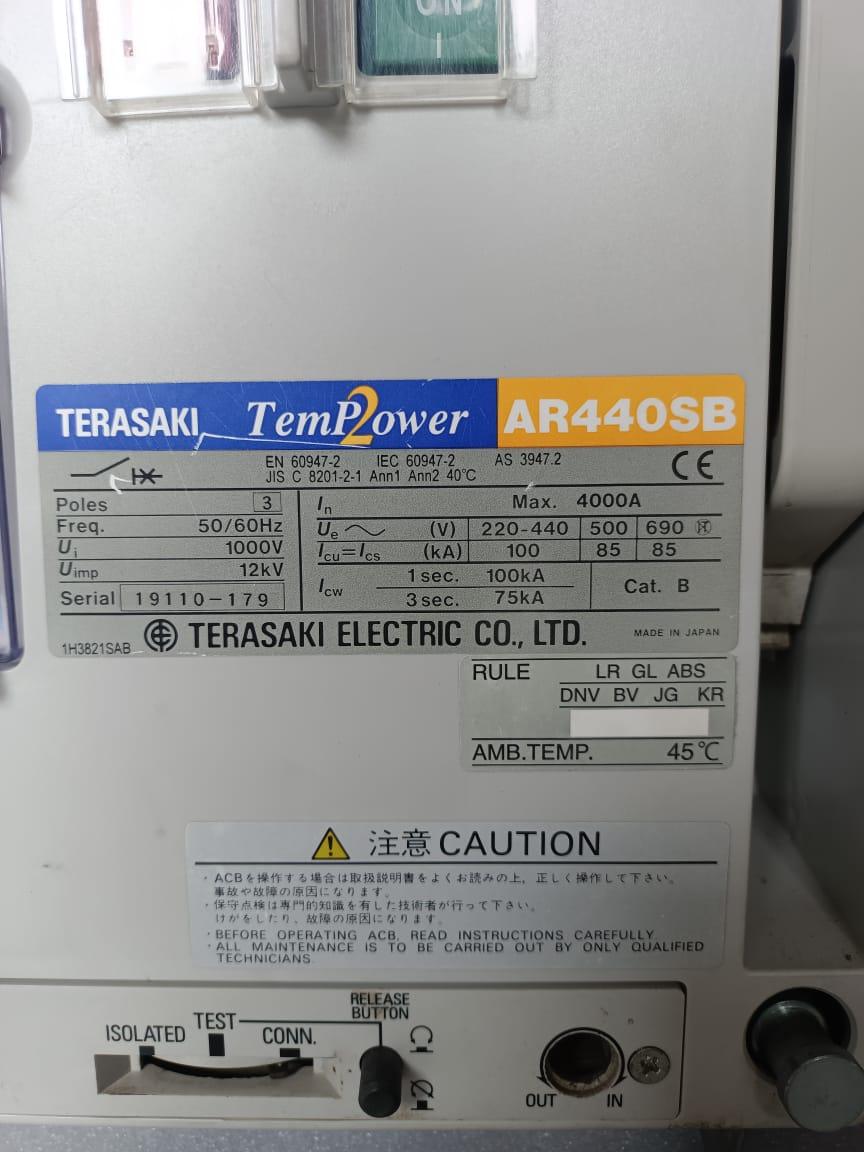 ON
I
TERASAKI TemPower2 AR440SB
EN 60947-2 IEC 60947-2 AS 3947.2
JIS C 8201-2-1 Ann1 Ann2 40℃
CE
Poles 3
Freq. 50/60Hz
Ui 1000V
Uimp 12kV
Serial 19110-179
In Max. 4000A
Ue (V) 220-440 500 690
Icu=Ics (kA) 100 85 85
Icw 1 sec. 100kA
3 sec. 75kA
Cat. B
1H3821SAB TERASAKI ELECTRIC CO., LTD. MADE IN JAPAN
RULE LR GL ABS
DNV BV JG KR
AMB.TEMP. 45℃
注意 CAUTION
・ACBを操作する場合は取扱説明書をよくお読みの上, 正しく操作して下さい。
事故や故障の原因になります。
・保守点検は専門的知識を有した技術者が行って下さい。
けがをしたり、故障の原因になります。
・BEFORE OPERATING ACB, READ INSTRUCTIONS CAREFULLY.
・ALL MAINTENANCE IS TO BE CARRIED OUT BY ONLY QUALIFIED
TECHNICIANS.
RELEASE
BUTTON
ISOLATED TEST CONN.
OUT IN